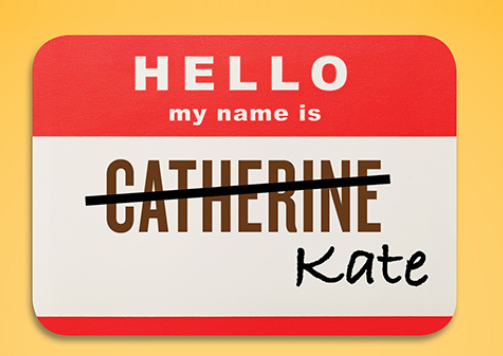 HELLO
my name is
CATHERINE
Kate